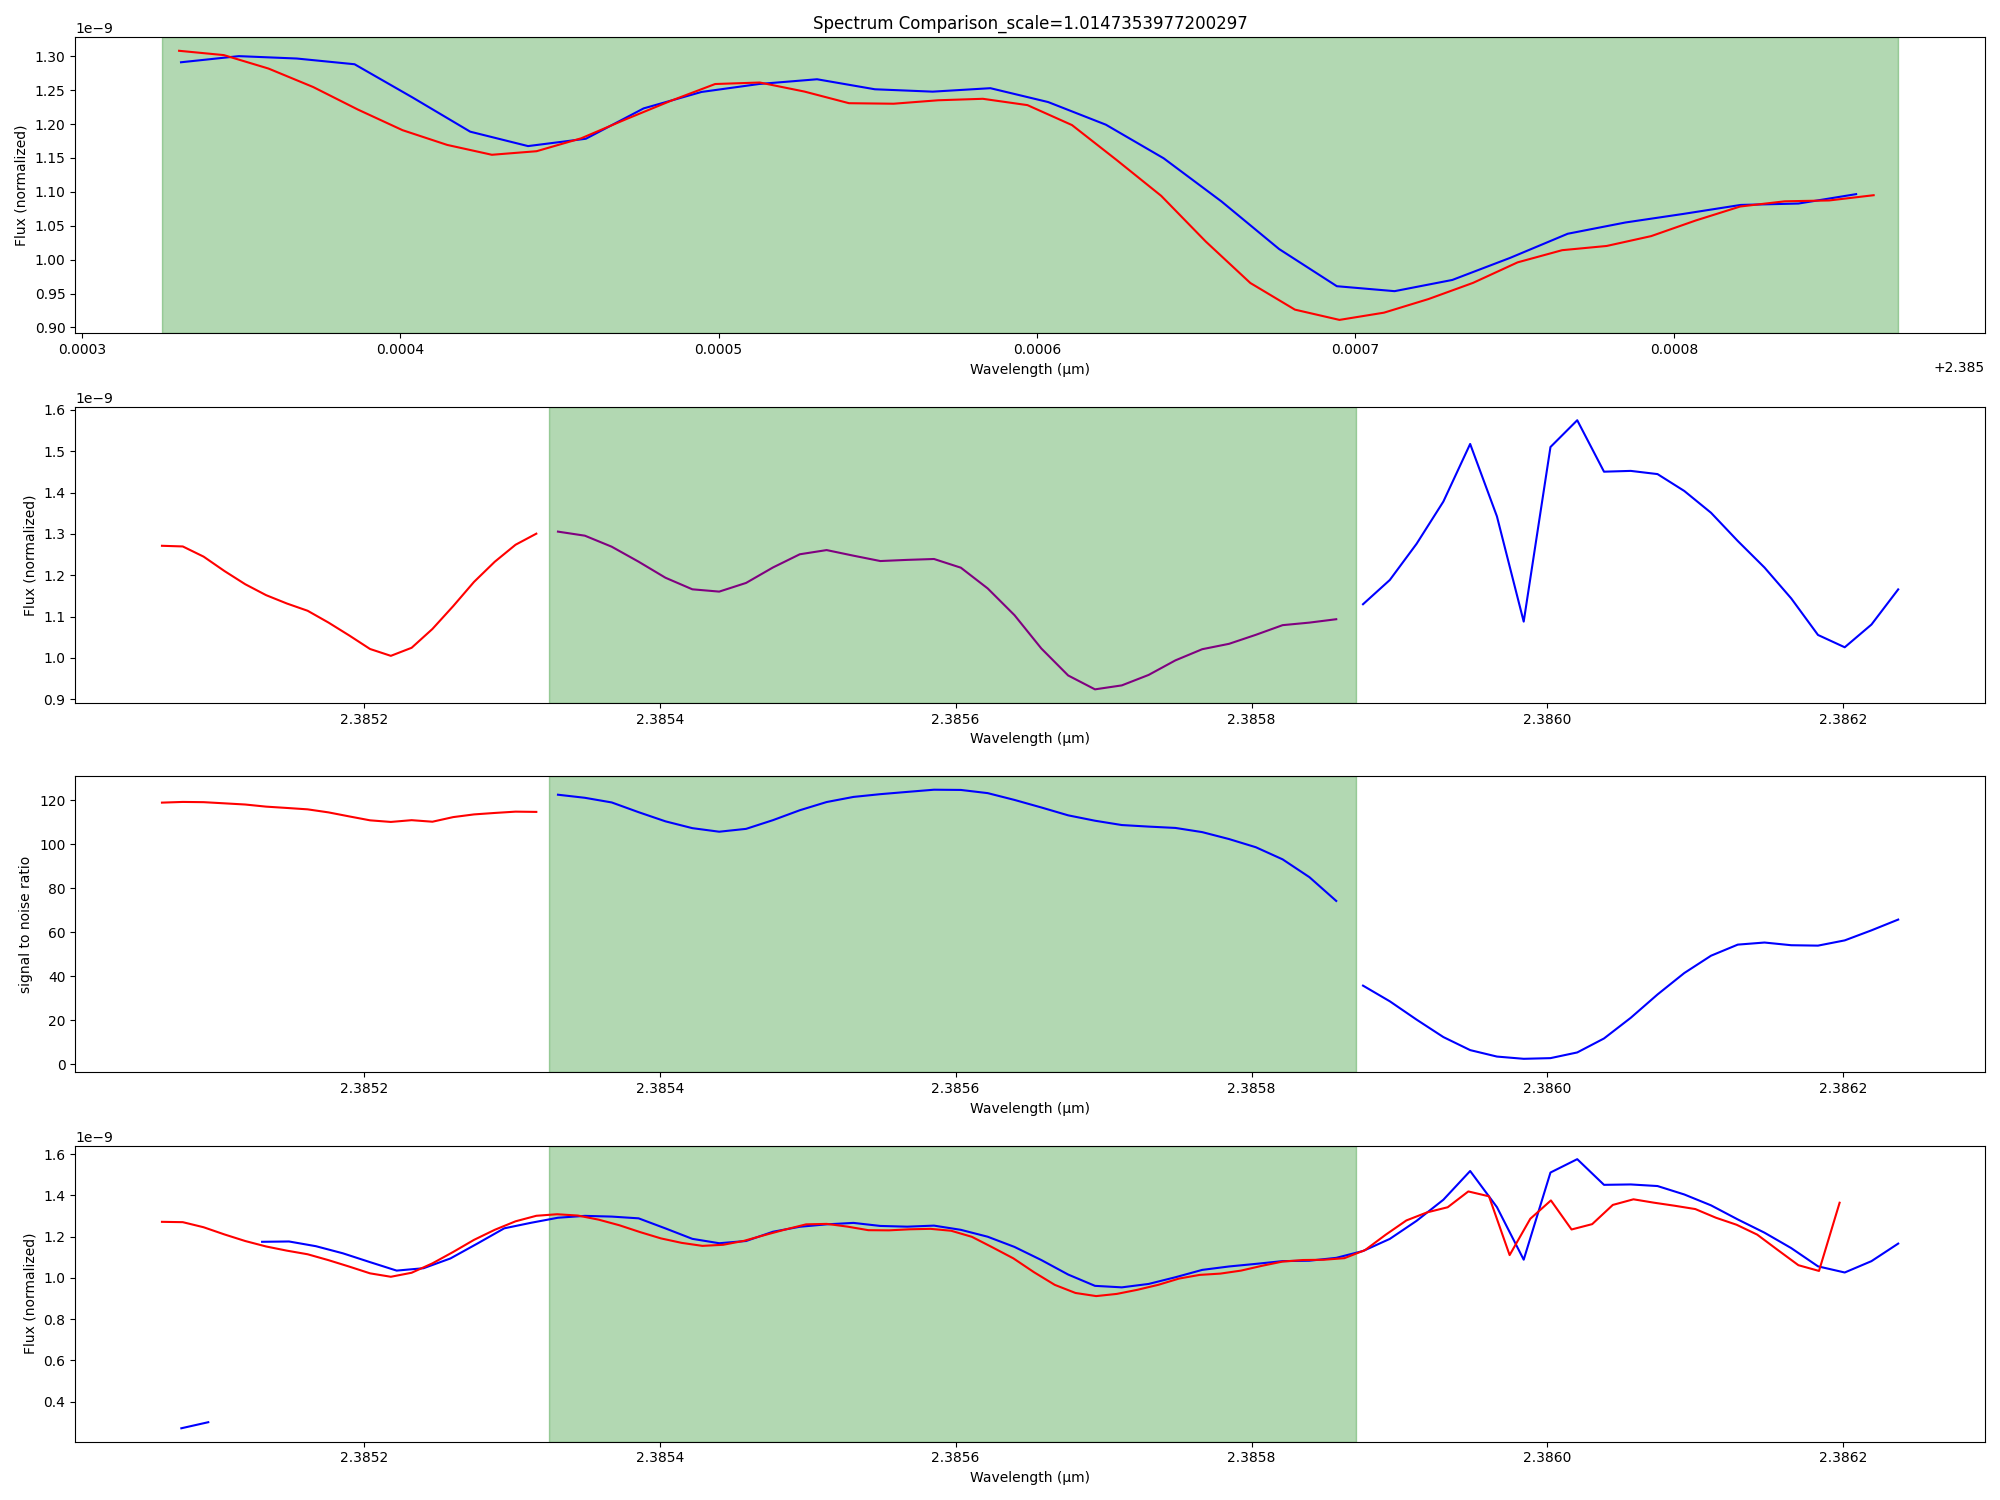 Spectrum Comparison_scale=1.0147353977200297
1e−9
1.30
1.25
1.20
1.15
1.10
1.05
1.00
0.95
0.90
Flux (normalized)
0.0003 0.0004 0.0005 0.0006 0.0007 0.0008
+2.385
Wavelength (μm)
1e−9
1.6
1.5
1.4
1.3
1.2
1.1
1.0
0.9
Flux (normalized)
2.3852 2.3854 2.3856 2.3858 2.3860 2.3862
Wavelength (μm)
120
100
80
60
40
20
0
signal to noise ratio
2.3852 2.3854 2.3856 2.3858 2.3860 2.3862
Wavelength (μm)
1e−9
1.6
1.4
1.2
1.0
0.8
0.6
0.4
Flux (normalized)
2.3852 2.3854 2.3856 2.3858 2.3860 2.3862
Wavelength (μm)